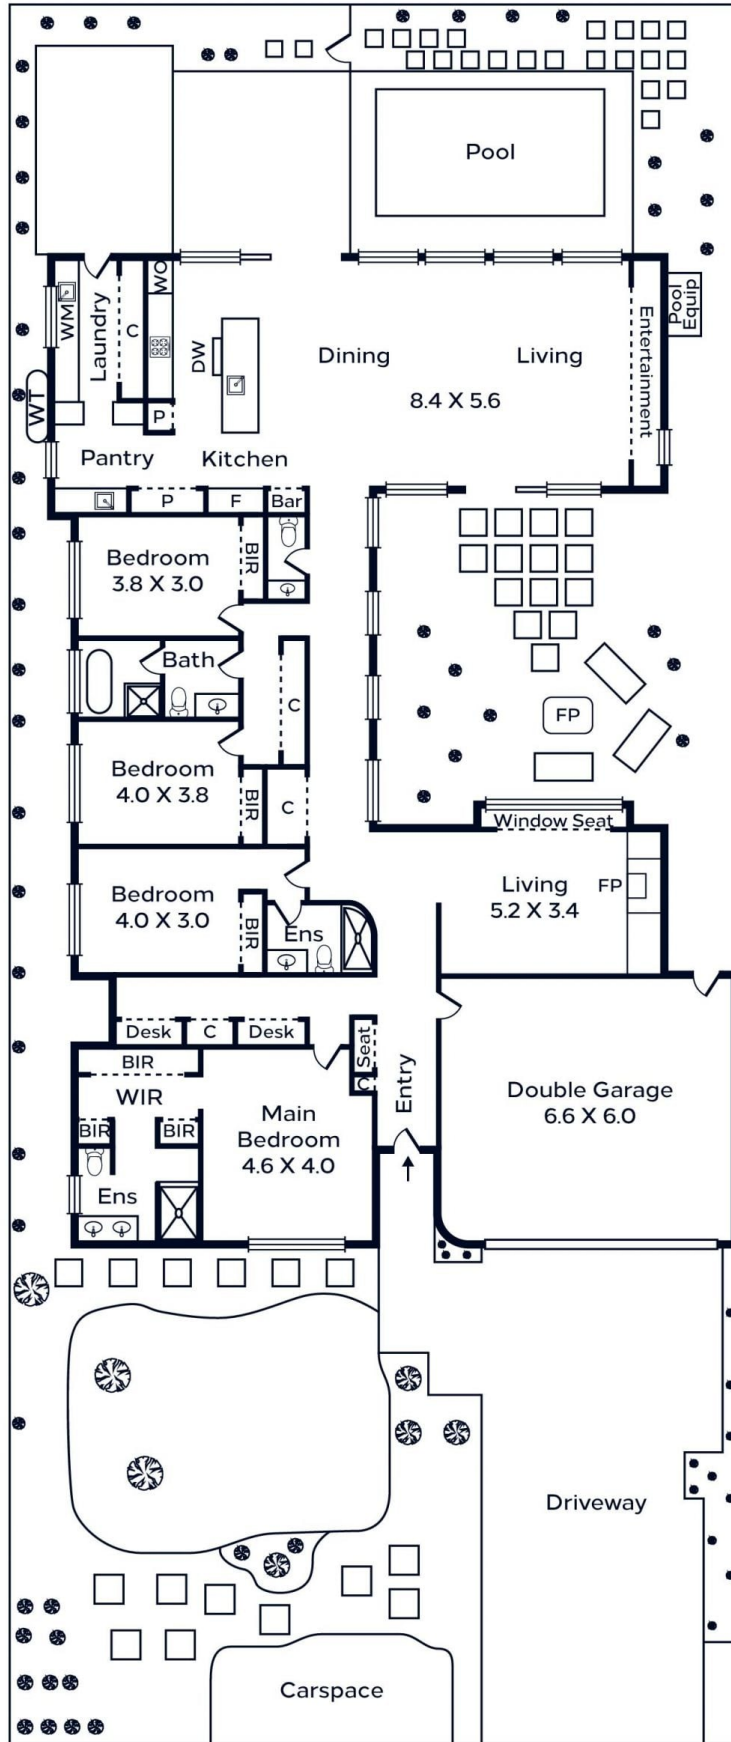 Pool
WO
WM
Laundry
C
DW
Dining
Living
8.4 X 5.6
Entertainment
Pool
Equip
WT
P
Pantry
Kitchen
P
F
Bar
Bedroom
3.8 X 3.0
BIR
Bath
C
Bedroom
4.0 X 3.8
BIR
C
FP
Window Seat
Living
5.2 X 3.4
FP
Bedroom
4.0 X 3.0
BIR
Ens
Desk
C
Desk
Seat
C
Entry
BIR
WIR
BIR
BIR
Main
Bedroom
4.6 X 4.0
Ens
Double Garage
6.6 X 6.0
Driveway
Carspace